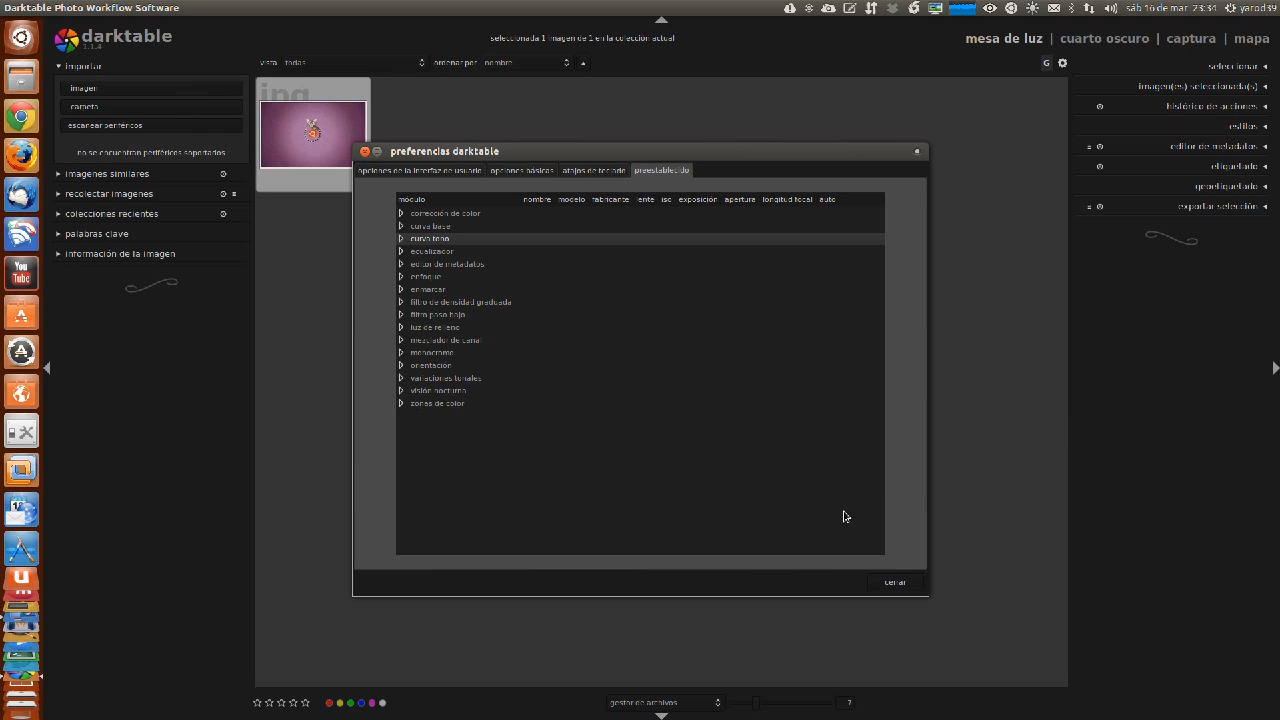 Darktable Photo Workflow Software
sáb 16 de mar, 23:34
yarod39
darktable
1.1.4
seleccionada 1 imagen de 1 en la colección actual
mesa de luz | cuarto oscuro | captura | mapa
importar
imagen
carpeta
escanear periféricos
no se encuentran periféricos soportados
imágenes similares
recolectar imágenes
colecciones recientes
palabras clave
información de la imagen
vista todas
ordenar por nombre
G
jpg
preferencias darktable
opciones de la interfaz de usuario
opciones básicas
atajos de teclado
preestablecido
módulo nombre modelo fabricante lente iso exposición apertura longitud focal auto
corrección de color
curva base
curva tono
ecualizador
editor de metadatos
enfoque
enmarcar
filtro de densidad graduada
filtro paso bajo
luz de relleno
mezclador de canal
monocromo
orientación
variaciones tonales
visión nocturna
zonas de color
cerrar
seleccionar
imagen(es) seleccionada(s)
histórico de acciones
estilos
editor de metadatos
etiquetado
geoetiquetado
exportar selección
You
Tube
gestor de archivos
7